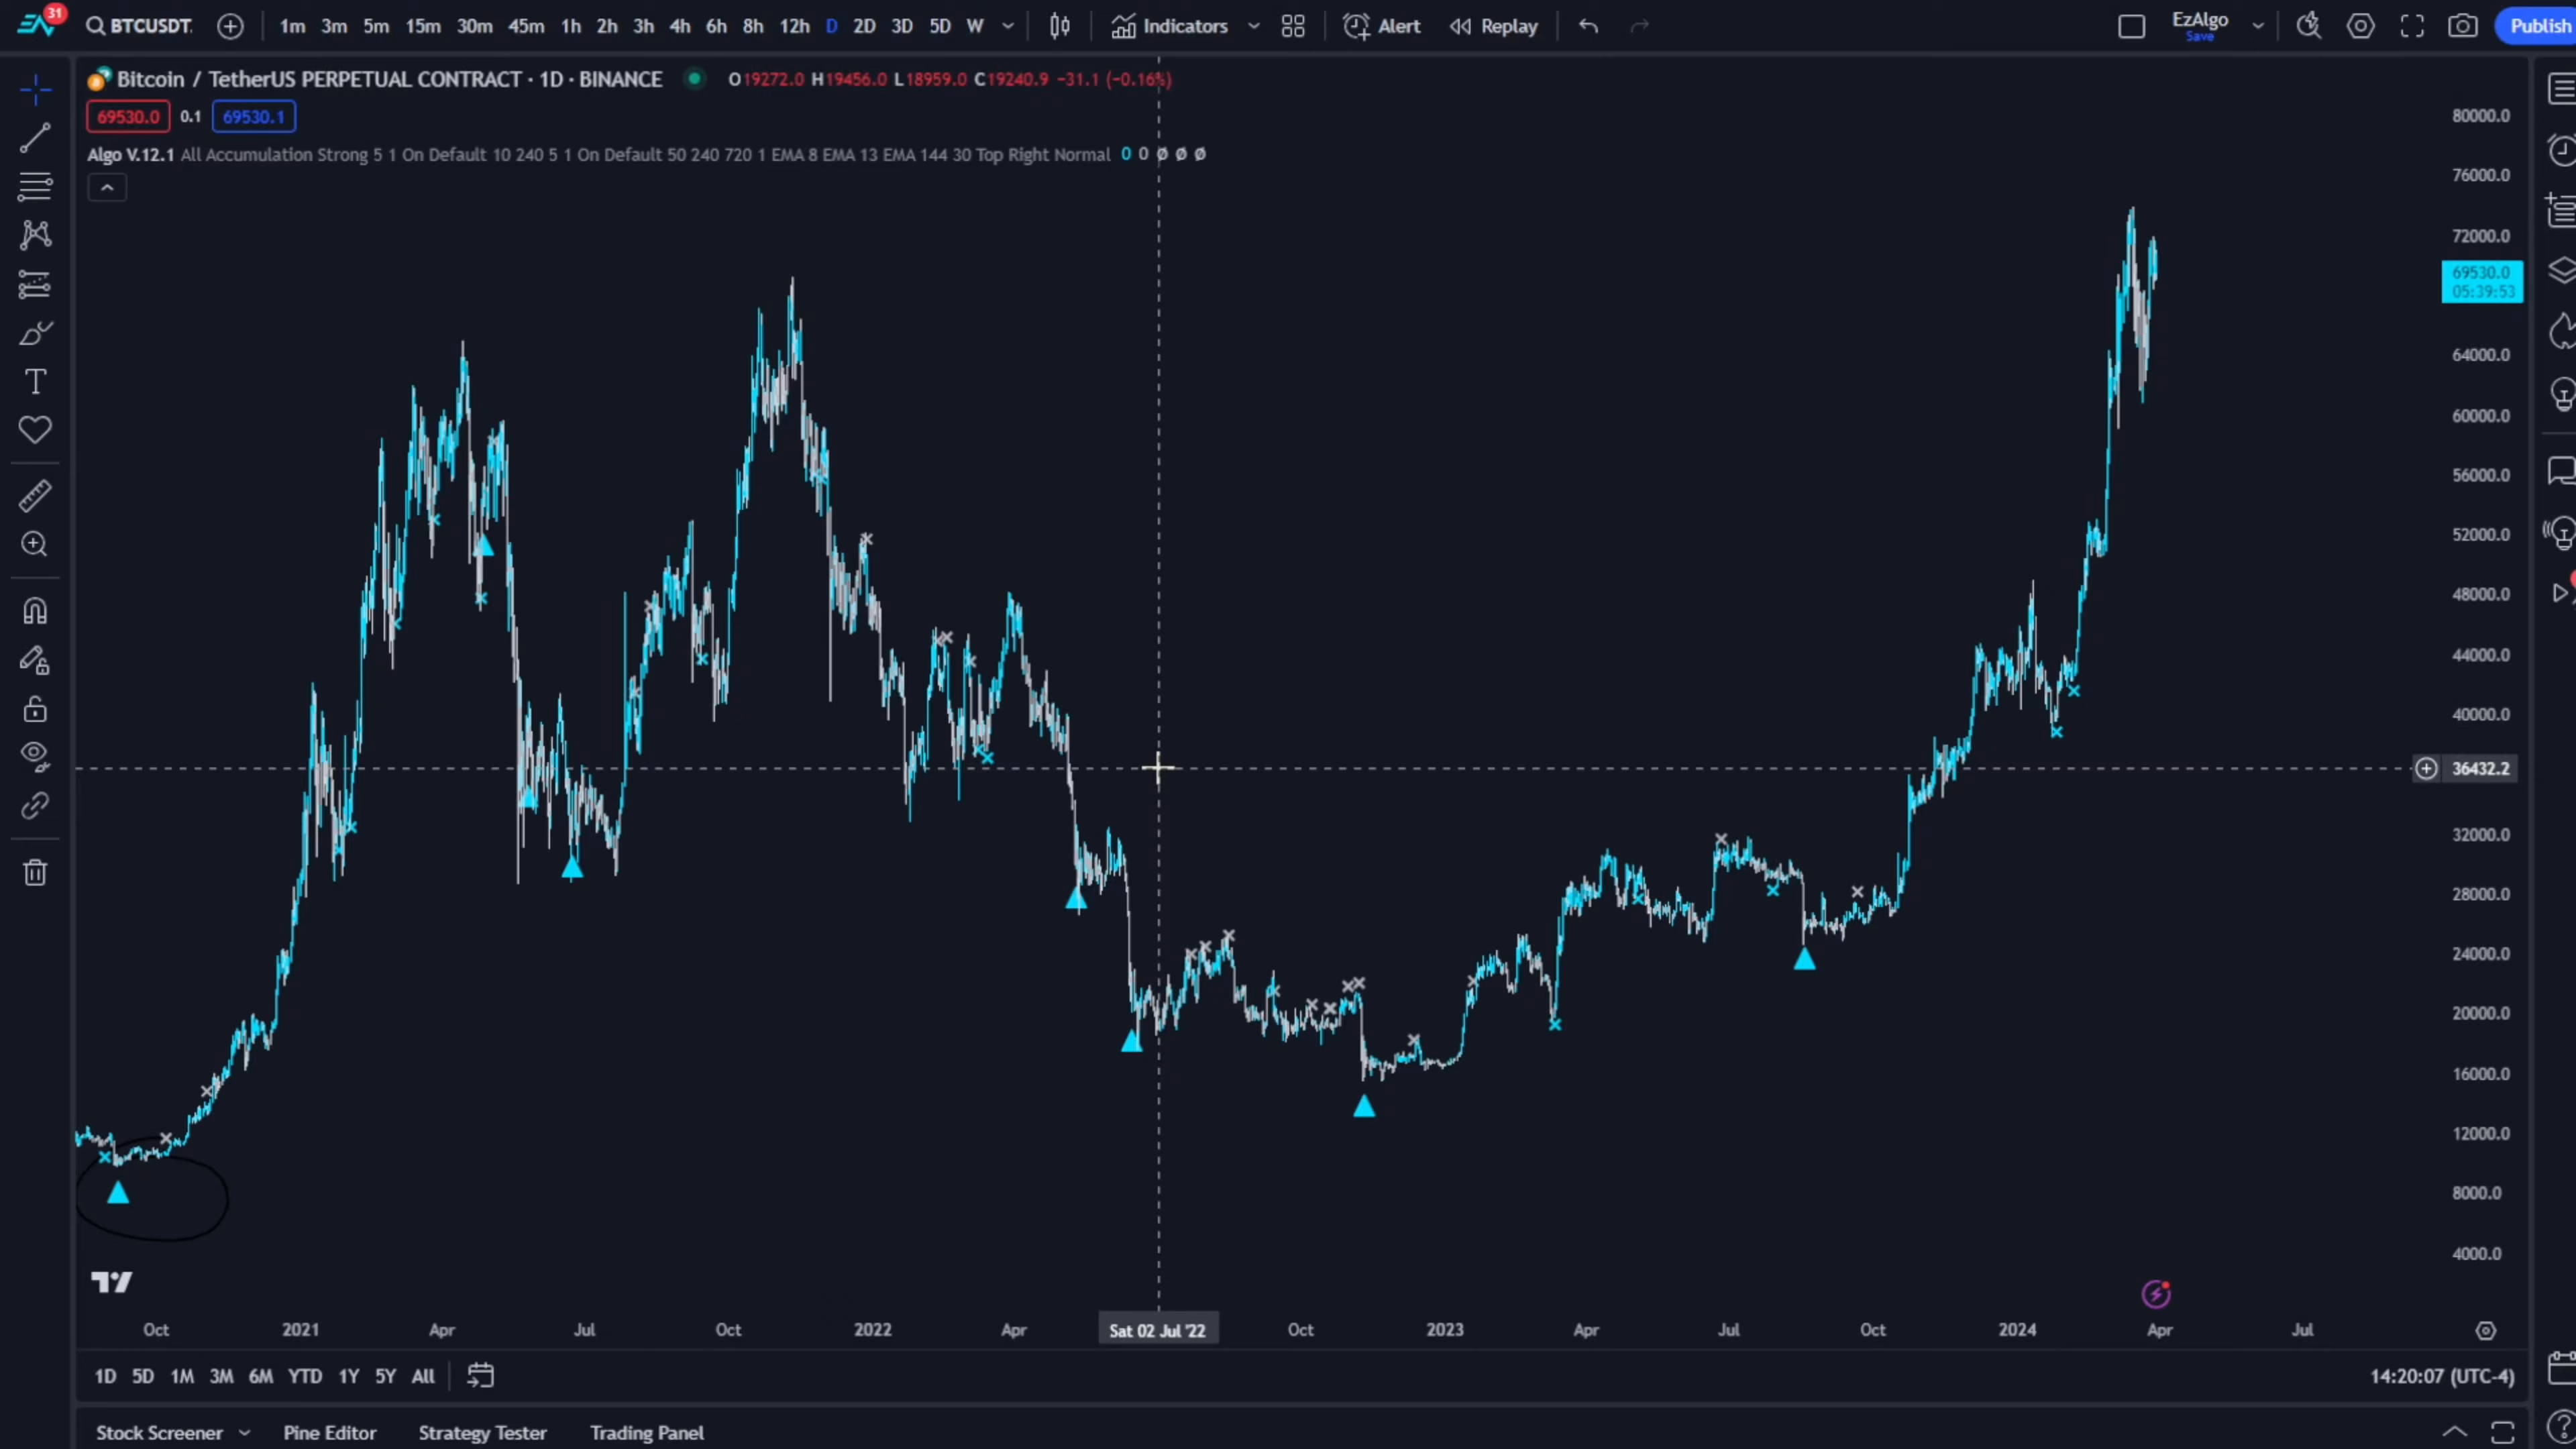 31
BTCUSDT
1m 3m 5m 15m 30m 45m 1h 2h 3h 4h 6h 8h 12h D 2D 3D 5D W
Indicators
Alert
Replay
EzAlgo
Save
Publish
Bitcoin / TetherUS PERPETUAL CONTRACT · 1D · BINANCE O19272.0 H19456.0 L18959.0 C19240.9 −31.1 (−0.16%)
69530.0 0.1 69530.1
Algo V.12.1 All Accumulation Strong 5 1 On Default 10 240 5 1 On Default 50 240 720 1 EMA 8 EMA 13 EMA 144 30 Top Right Normal 0 0 ∅ ∅ ∅
80000.0
76000.0
72000.0
69530.0
05:39:53
64000.0
60000.0
56000.0
52000.0
48000.0
44000.0
40000.0
36432.2
32000.0
28000.0
24000.0
20000.0
16000.0
12000.0
8000.0
4000.0
Oct 2021 Apr Jul Oct 2022 Apr Sat 02 Jul '22 Oct 2023 Apr Jul Oct 2024 Apr Jul
1D 5D 1M 3M 6M YTD 1Y 5Y All
14:20:07 (UTC-4)
Stock Screener Pine Editor Strategy Tester Trading Panel